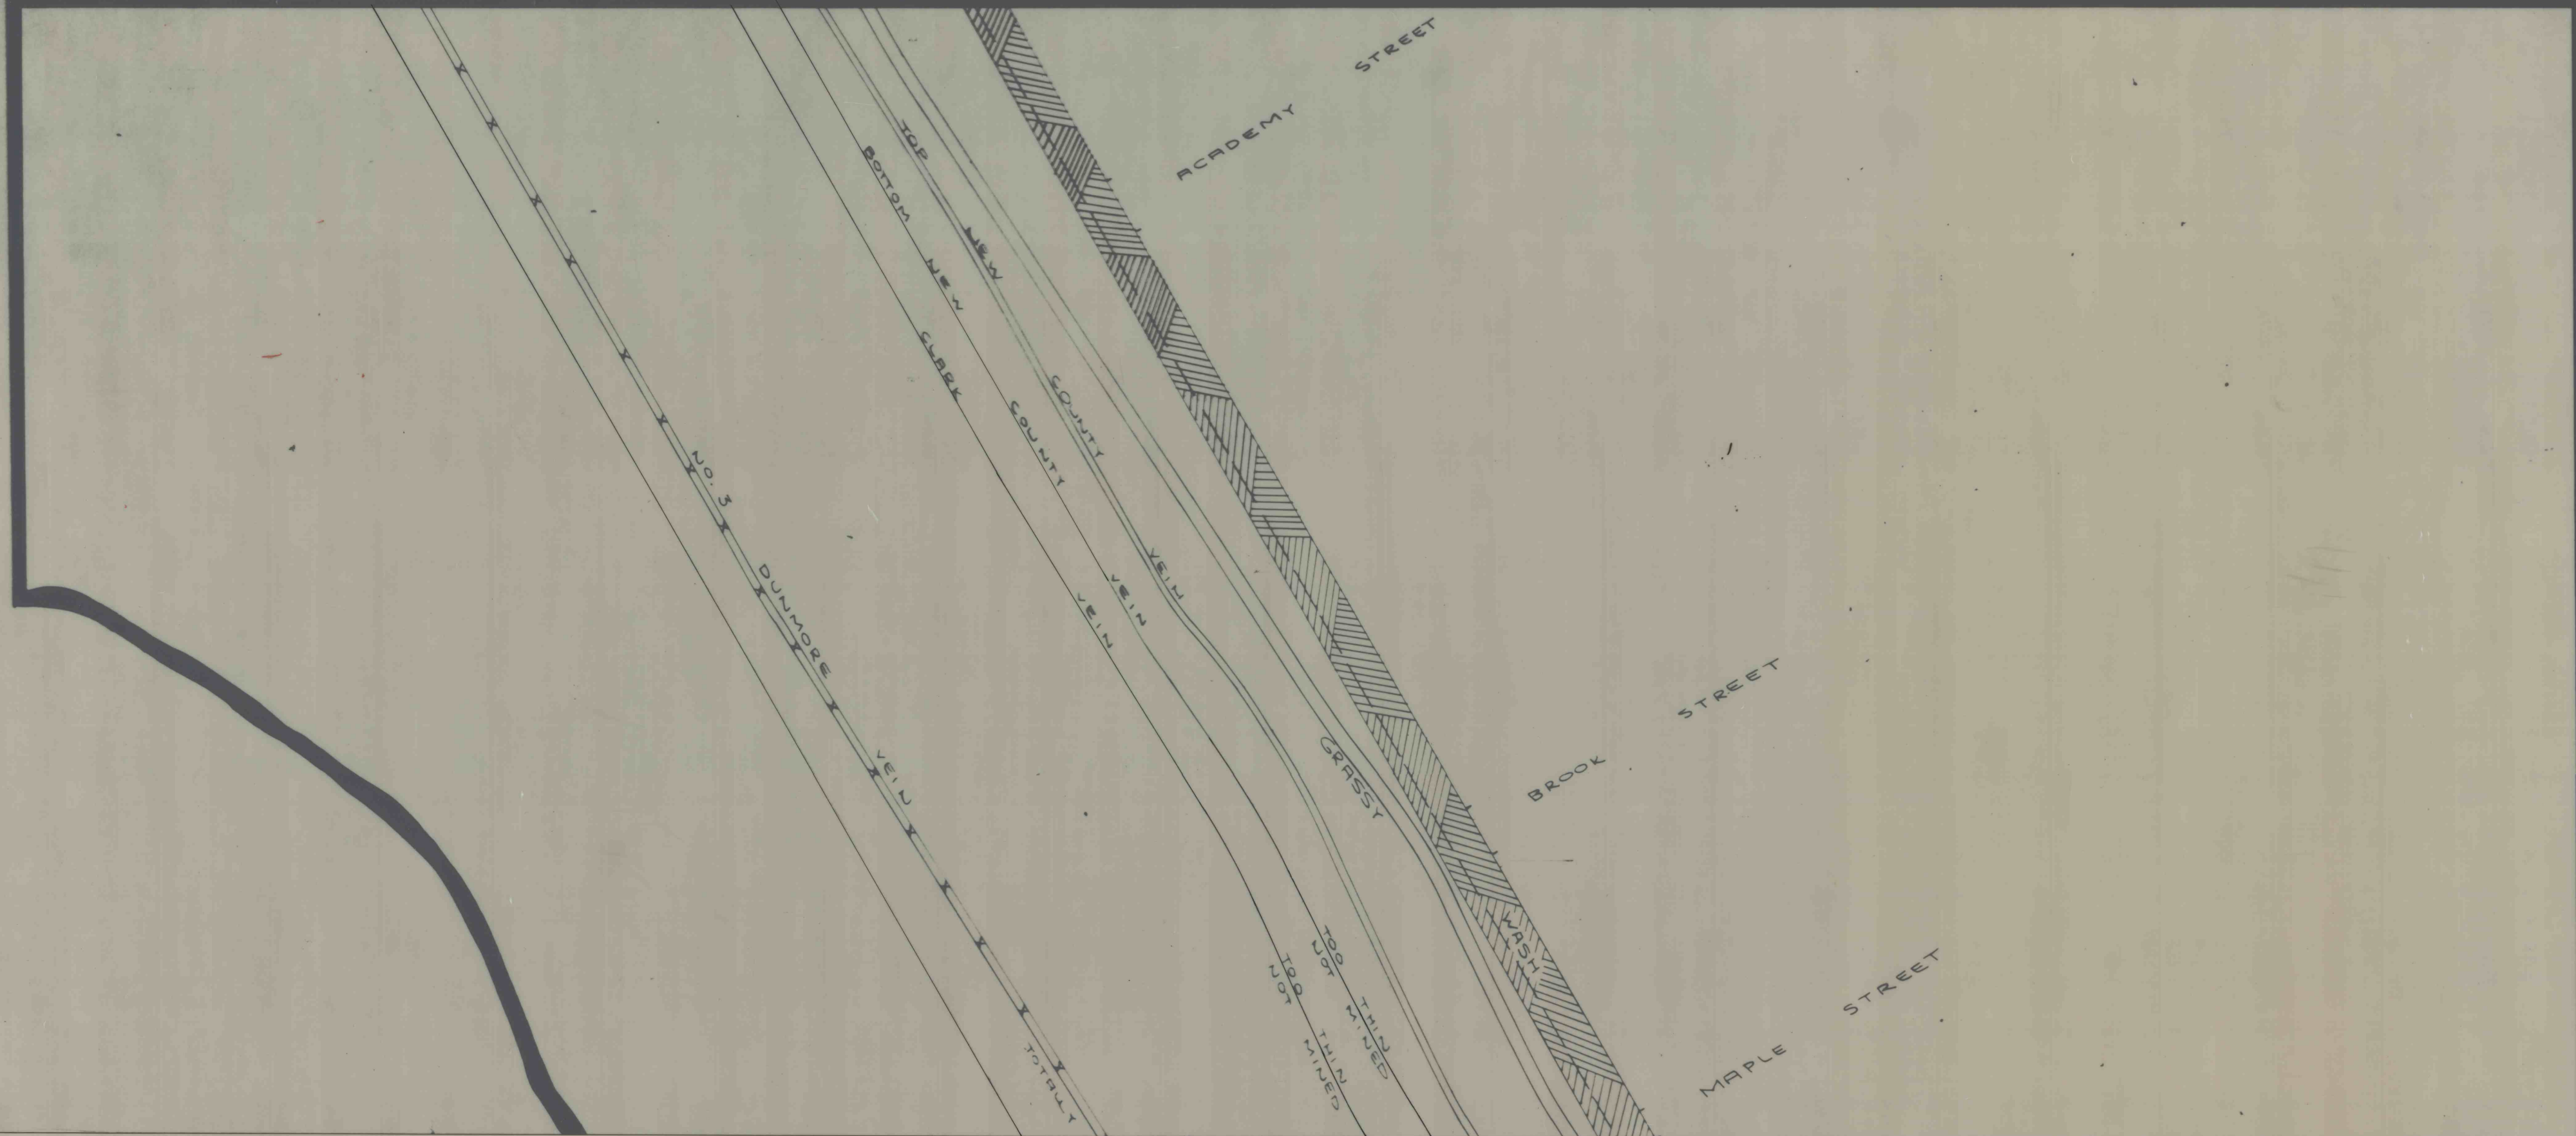 ACADEMY STREET
TOP NEW COUNTY VEIN
BOTTOM NEW COUNTY VEIN
CLARK VEIN
NO. 3 DUNMORE VEIN
GRASSY
BROOK STREET
WASH
TOO THIN
NOT MINED
TOO THIN
NOT MINED
MAPLE STREET
TOTALLY